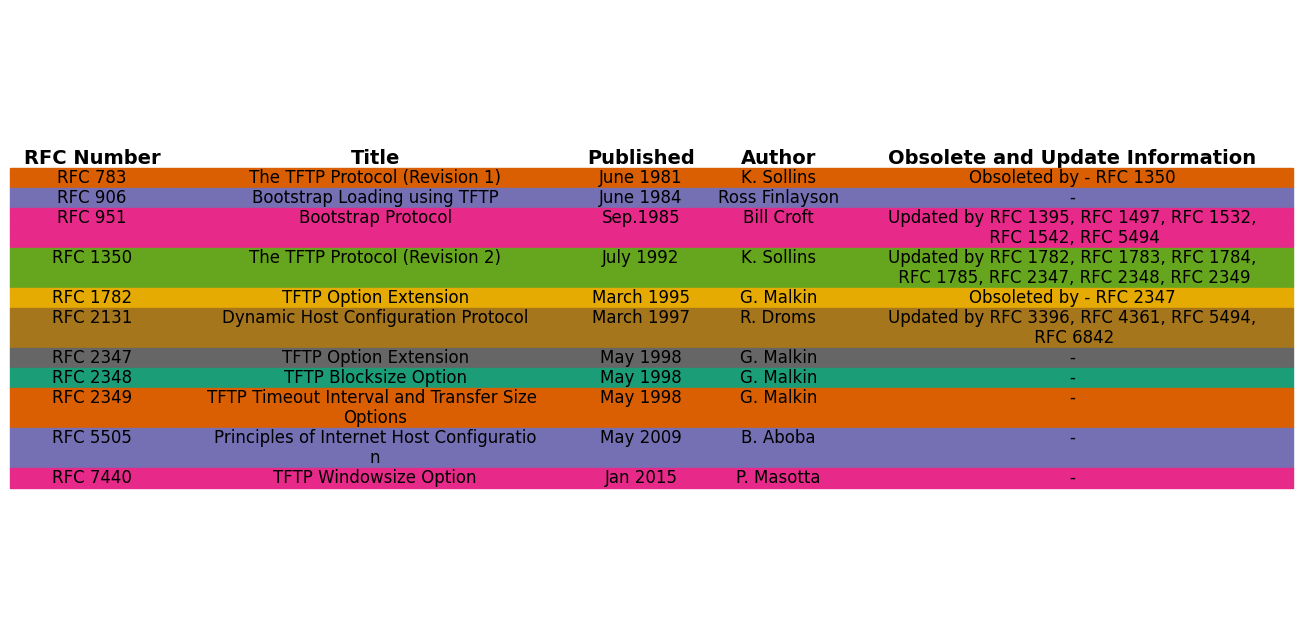 RFC Number Title Published Author Obsolete and Update Information
RFC 783 The TFTP Protocol (Revision 1) June 1981 K. Sollins Obsoleted by - RFC 1350
RFC 906 Bootstrap Loading using TFTP June 1984 Ross Finlayson -
RFC 951 Bootstrap Protocol Sep.1985 Bill Croft Updated by RFC 1395, RFC 1497, RFC 1532,
RFC 1542, RFC 5494
RFC 1350 The TFTP Protocol (Revision 2) July 1992 K. Sollins Updated by RFC 1782, RFC 1783, RFC 1784,
RFC 1785, RFC 2347, RFC 2348, RFC 2349
RFC 1782 TFTP Option Extension March 1995 G. Malkin Obsoleted by - RFC 2347
RFC 2131 Dynamic Host Configuration Protocol March 1997 R. Droms Updated by RFC 3396, RFC 4361, RFC 5494,
RFC 6842
RFC 2347 TFTP Option Extension May 1998 G. Malkin -
RFC 2348 TFTP Blocksize Option May 1998 G. Malkin -
RFC 2349 TFTP Timeout Interval and Transfer Size May 1998 G. Malkin -
Options
RFC 5505 Principles of Internet Host Configuratio May 2009 B. Aboba -
n
RFC 7440 TFTP Windowsize Option Jan 2015 P. Masotta -